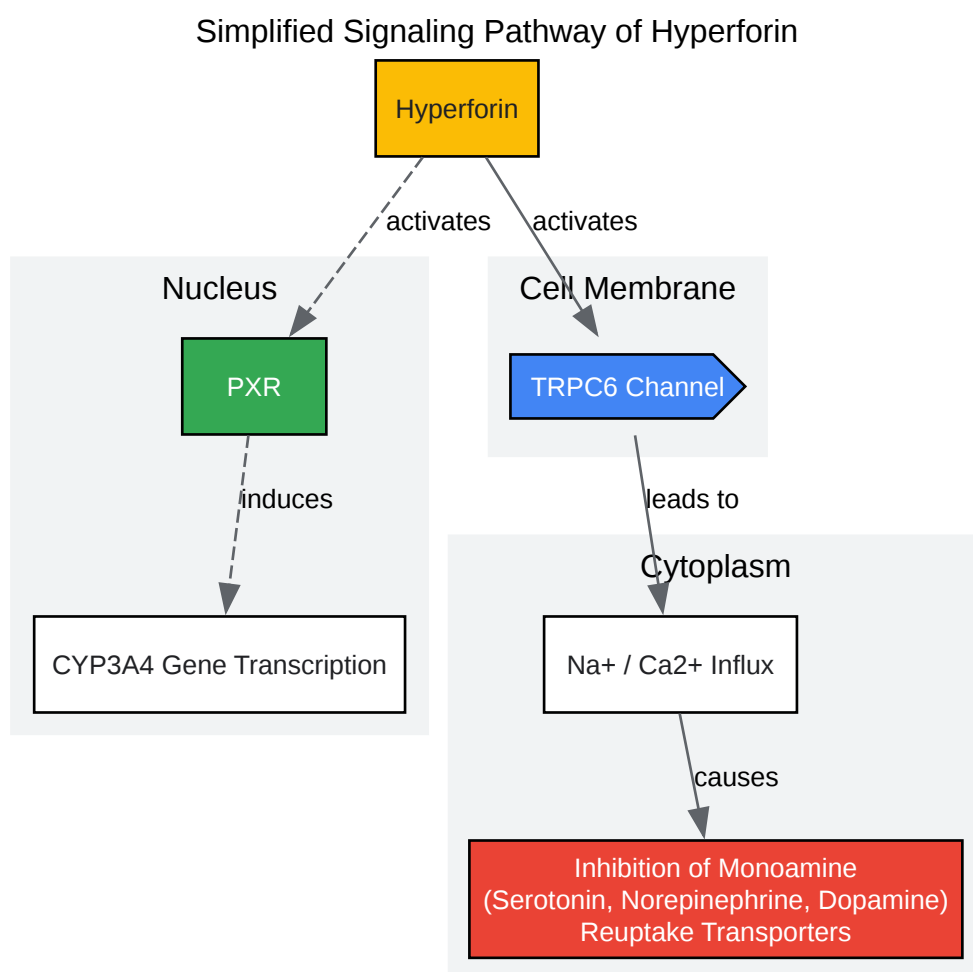 Simplified Signaling Pathway of Hyperforin
Hyperforin
activates
activates
Nucleus
Cell Membrane
PXR
TRPC6 Channel
induces
leads to
Cytoplasm
CYP3A4 Gene Transcription
Na+ / Ca2+ Influx
causes
Inhibition of Monoamine
(Serotonin, Norepinephrine, Dopamine)
Reuptake Transporters